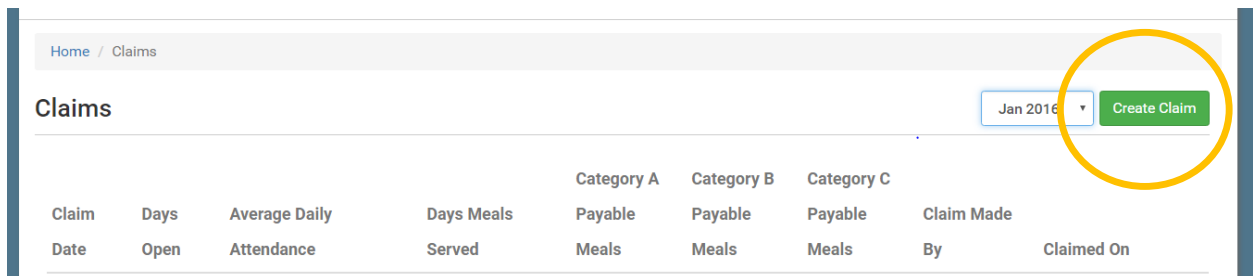 Home / Claims
Claims
Jan 2016
Create Claim
Category A Category B Category C
Claim Days Average Daily Days Meals Payable Payable Payable Claim Made
Date Open Attendance Served Meals Meals Meals By Claimed On